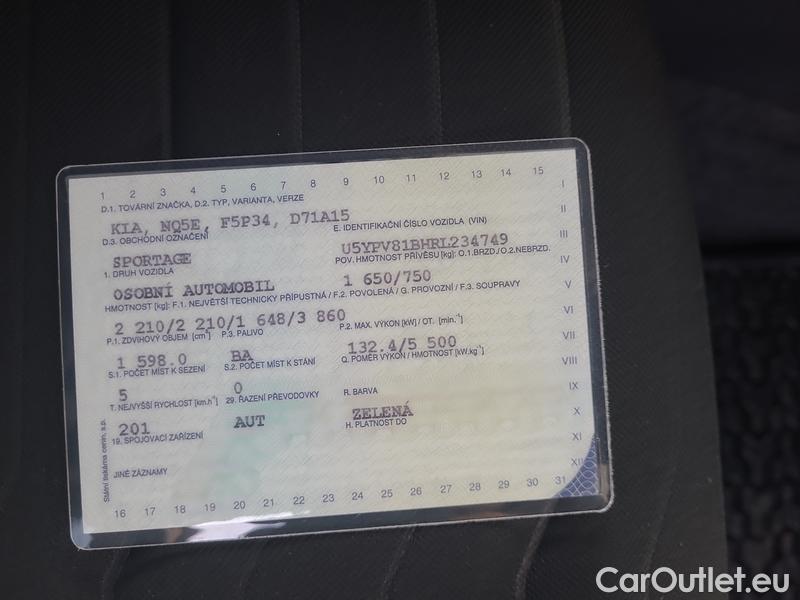 1 2 3 4 5 6 7 8 9 10 11 12 13 14 15
D.1. TOVÁRNÍ ZNAČKA, D.2. TYP, VARIANTA, VERZE
I
KIA, NQ5E, F5P34, D71A15
II
D.3. OBCHODNÍ OZNAČENÍ E. IDENTIFIKAČNÍ ČÍSLO VOZIDLA (VIN)
SPORTAGE U5YPV81BHRL234749
III
1. DRUH VOZIDLA POV. HMOTNOST PŘÍVĚSU [kg]: O.1.BRZD./O.2.NEBRZD.
IV
OSOBNÍ AUTOMOBIL 1 650/750
V
HMOTNOST [kg]: F.1. NEJVĚTŠÍ TECHNICKY PŘÍPUSTNÁ / F.2. POVOLENÁ / G. PROVOZNÍ / F.3. SOUPRAVY
2 210/2 210/1 648/3 860
VI
P.1. ZDVIHOVÝ OBJEM [cm³] P.3. PALIVO P.2. MAX. VÝKON [kW] / OT. [min.⁻¹]
1 598.0 BA 132.4/5 500
VII
S.1. POČET MÍST K SEZENÍ S.2. POČET MÍST K STÁNÍ Q. POMĚR VÝKON / HMOTNOST [kW.kg⁻¹]
VIII
5 0
IX
T. NEJVYŠŠÍ RYCHLOST [km.h⁻¹] 29. ŘAZENÍ PŘEVODOVKY R. BARVA
201 AUT ZELENÁ
X
19. SPOJOVACÍ ZAŘÍZENÍ H. PLATNOST DO
XI
JINÉ ZÁZNAMY
XII
16 17 18 19 20 21 22 23 24 25 26 27 28 29 30 31
Státní tiskárna cenin, s.p.
CarOutlet.eu